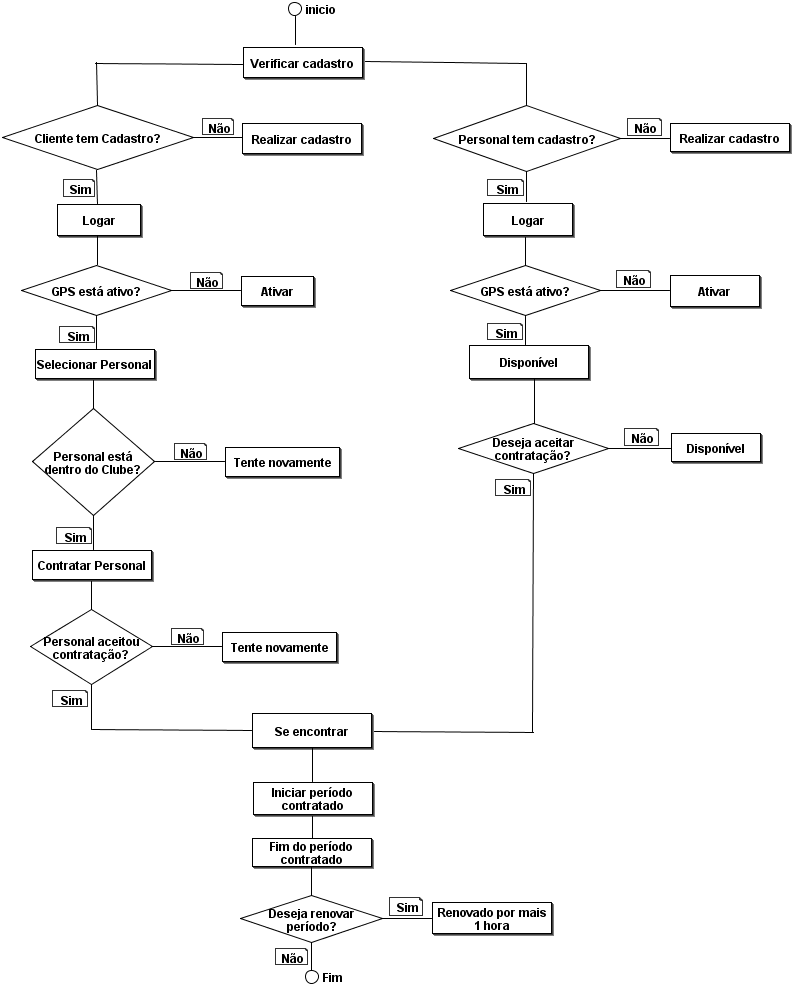 inicio
Verificar cadastro
Cliente tem Cadastro?
Não
Realizar cadastro
Personal tem cadastro?
Não
Realizar cadastro
Sim
Sim
Logar
Logar
GPS está ativo?
Não
Ativar
GPS está ativo?
Não
Ativar
Sim
Sim
Selecionar Personal
Disponível
Personal está
dentro do Clube?
Não
Tente novamente
Deseja aceitar
contratação?
Não
Disponível
Sim
Sim
Contratar Personal
Personal aceitou
contratação?
Não
Tente novamente
Sim
Se encontrar
Iniciar período
contratado
Fim do período
contratado
Deseja renovar
período?
Sim
Renovado por mais
1 hora
Não
Fim